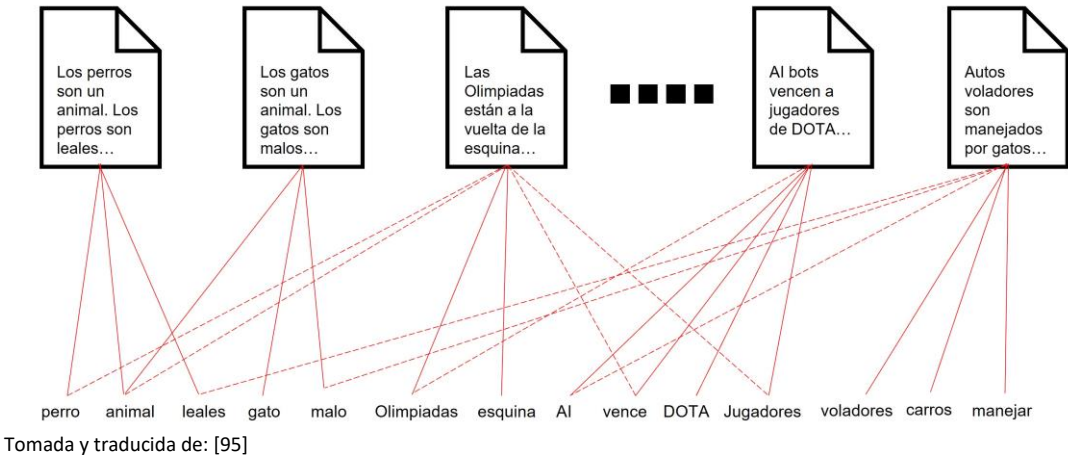 Los perros
son un
animal. Los
perros son
leales…
Los gatos
son un
animal. Los
gatos son
malos…
Las
Olimpiadas
están a la
vuelta de la
esquina…
AI bots
vencen a
jugadores
de DOTA…
Autos
voladores
son
manejados
por gatos…
perro animal leales gato malo Olimpiadas esquina AI vence DOTA Jugadores voladores carros manejar
Tomada y traducida de: [95]